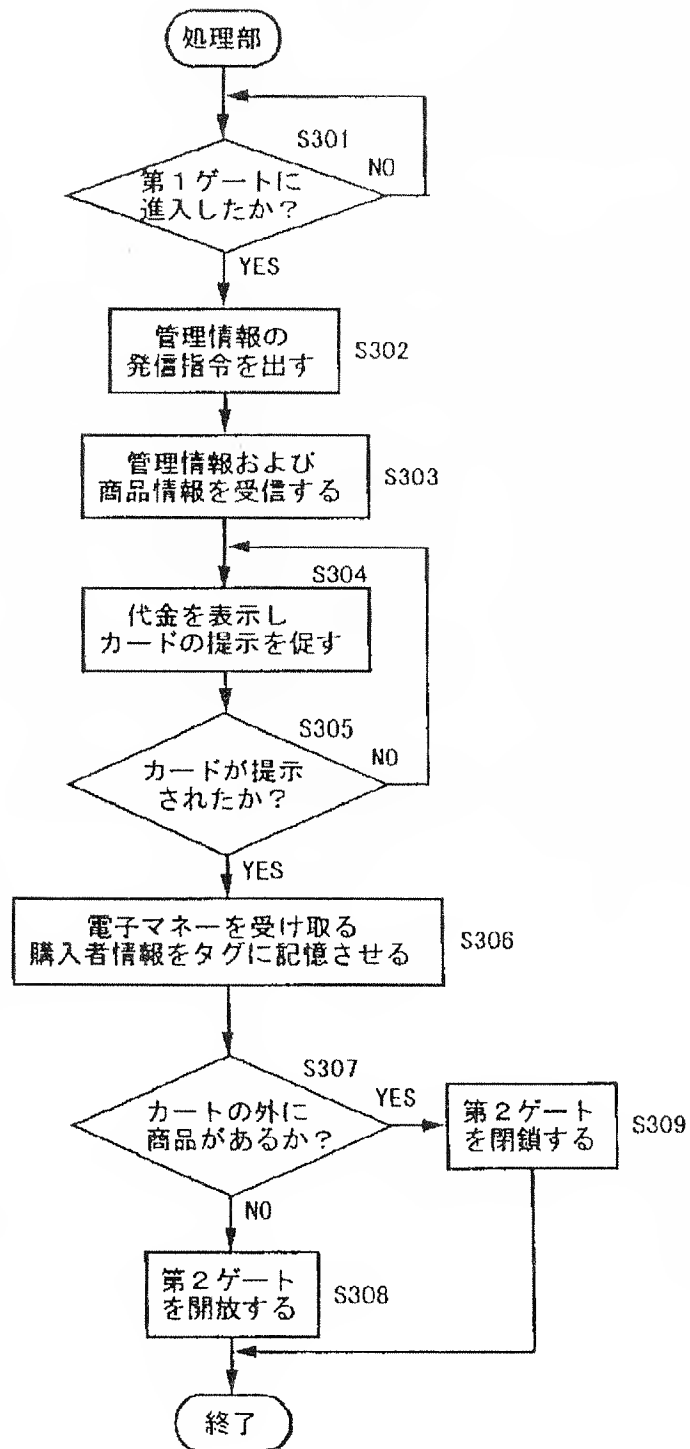 処理部
S301
第1ゲートに
進入したか?
NO
YES
管理情報の
発信指令を出す
S302
管理情報および
商品情報を受信する
S303
S304
代金を表示し
カードの提示を促す
S305
カードが提示
されたか?
NO
YES
電子マネーを受け取る
購入者情報をタグに記憶させる
S306
S307
カートの外に
商品があるか?
YES
第2ゲート
を閉鎖する
S309
NO
第2ゲート
を開放する
S308
終了